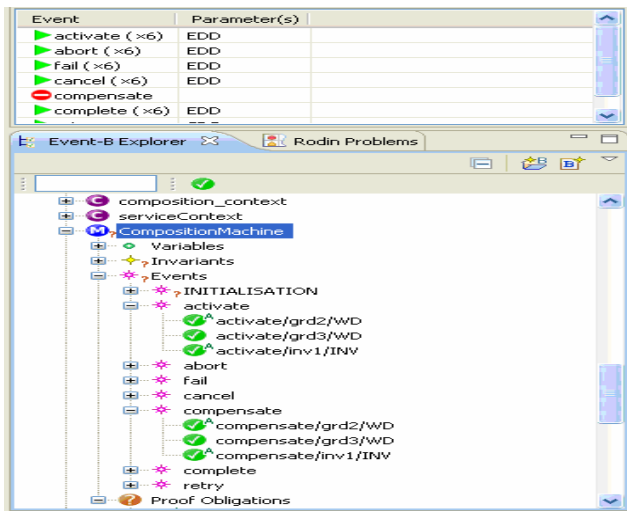 Event Parameter(s)
activate ( ×6) EDD
abort ( ×6) EDD
fail ( ×6) EDD
cancel ( ×6) EDD
compensate
complete ( ×6) EDD
Event-B Explorer Rodin Problems
composition_context
serviceContext
CompositionMachine
Variables
Invariants
Events
INITIALISATION
activate
activate/grd2/WD
activate/grd3/WD
activate/inv1/INV
abort
fail
cancel
compensate
compensate/grd2/WD
compensate/grd3/WD
compensate/inv1/INV
complete
retry
Proof Obligations